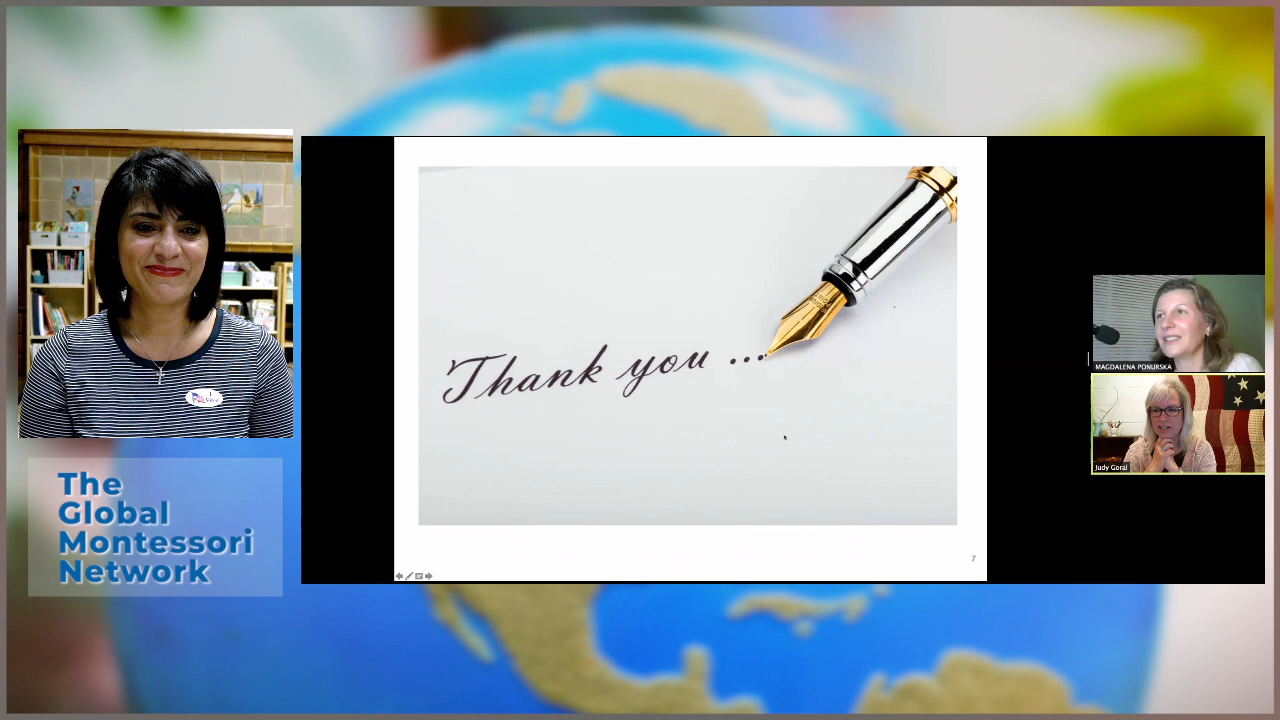 Thank you ...
MAGDALENA PONURSKA
Judy Goral
The
Global
Montessori
Network
7